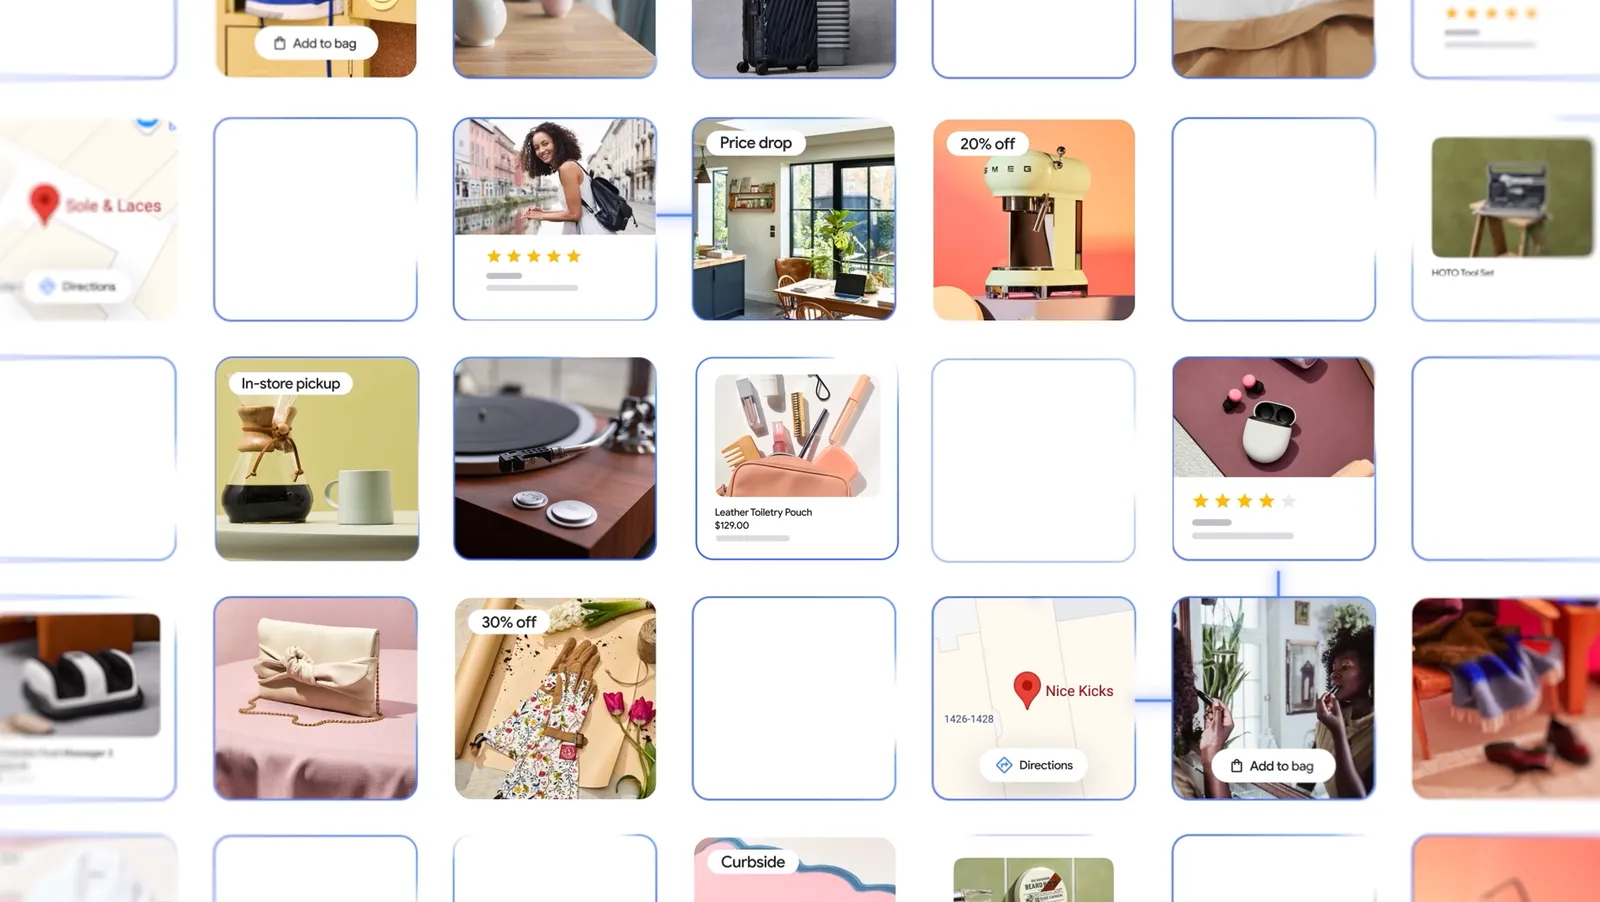 Add to bag
Sole & Laces
Directions
Price drop
20% off
SMEG
HOTO Tool Set
In-store pickup
Leather Toiletry Pouch
$129.00
30% off
Nice Kicks
1426-1428
Directions
Add to bag
Curbside
BEARD